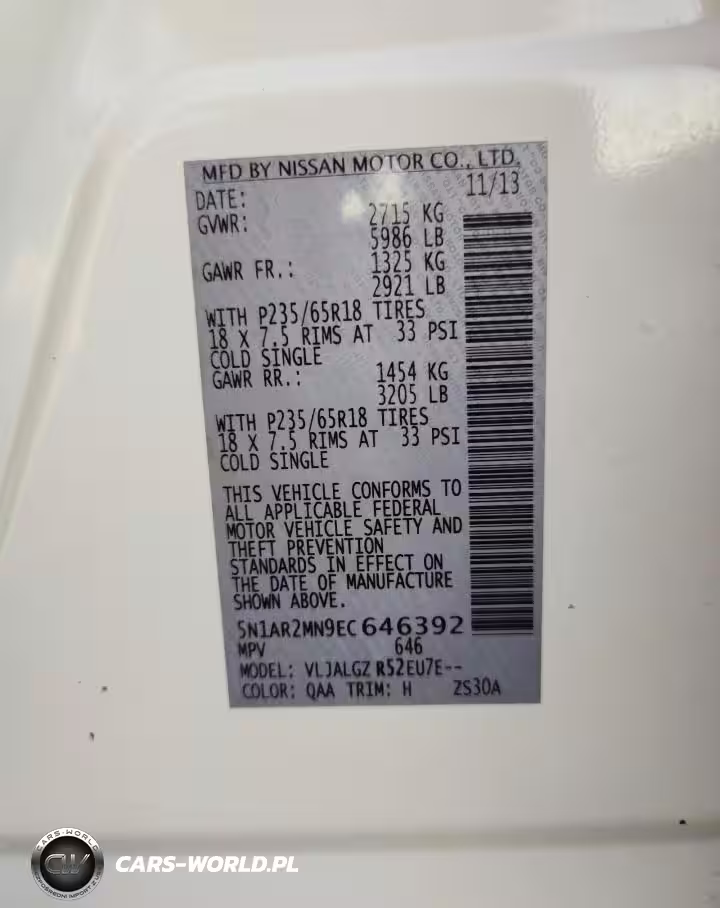 MFD BY NISSAN MOTOR CO., LTD.
DATE: 11/13
GVWR: 2715 KG
5986 LB
GAWR FR.: 1325 KG
2921 LB
WITH P235/65R18 TIRES
18 X 7.5 RIMS AT 33 PSI
COLD SINGLE
GAWR RR.: 1454 KG
3205 LB
WITH P235/65R18 TIRES
18 X 7.5 RIMS AT 33 PSI
COLD SINGLE
THIS VEHICLE CONFORMS TO
ALL APPLICABLE FEDERAL
MOTOR VEHICLE SAFETY AND
THEFT PREVENTION
STANDARDS IN EFFECT ON
THE DATE OF MANUFACTURE
SHOWN ABOVE.
5N1AR2MN9EC646392
MPV 646
MODEL: VLJALGZ R52EU7E--
COLOR: QAA TRIM: H ZS30A
CARS-WORLD
CW
CARS-WORLD.PL